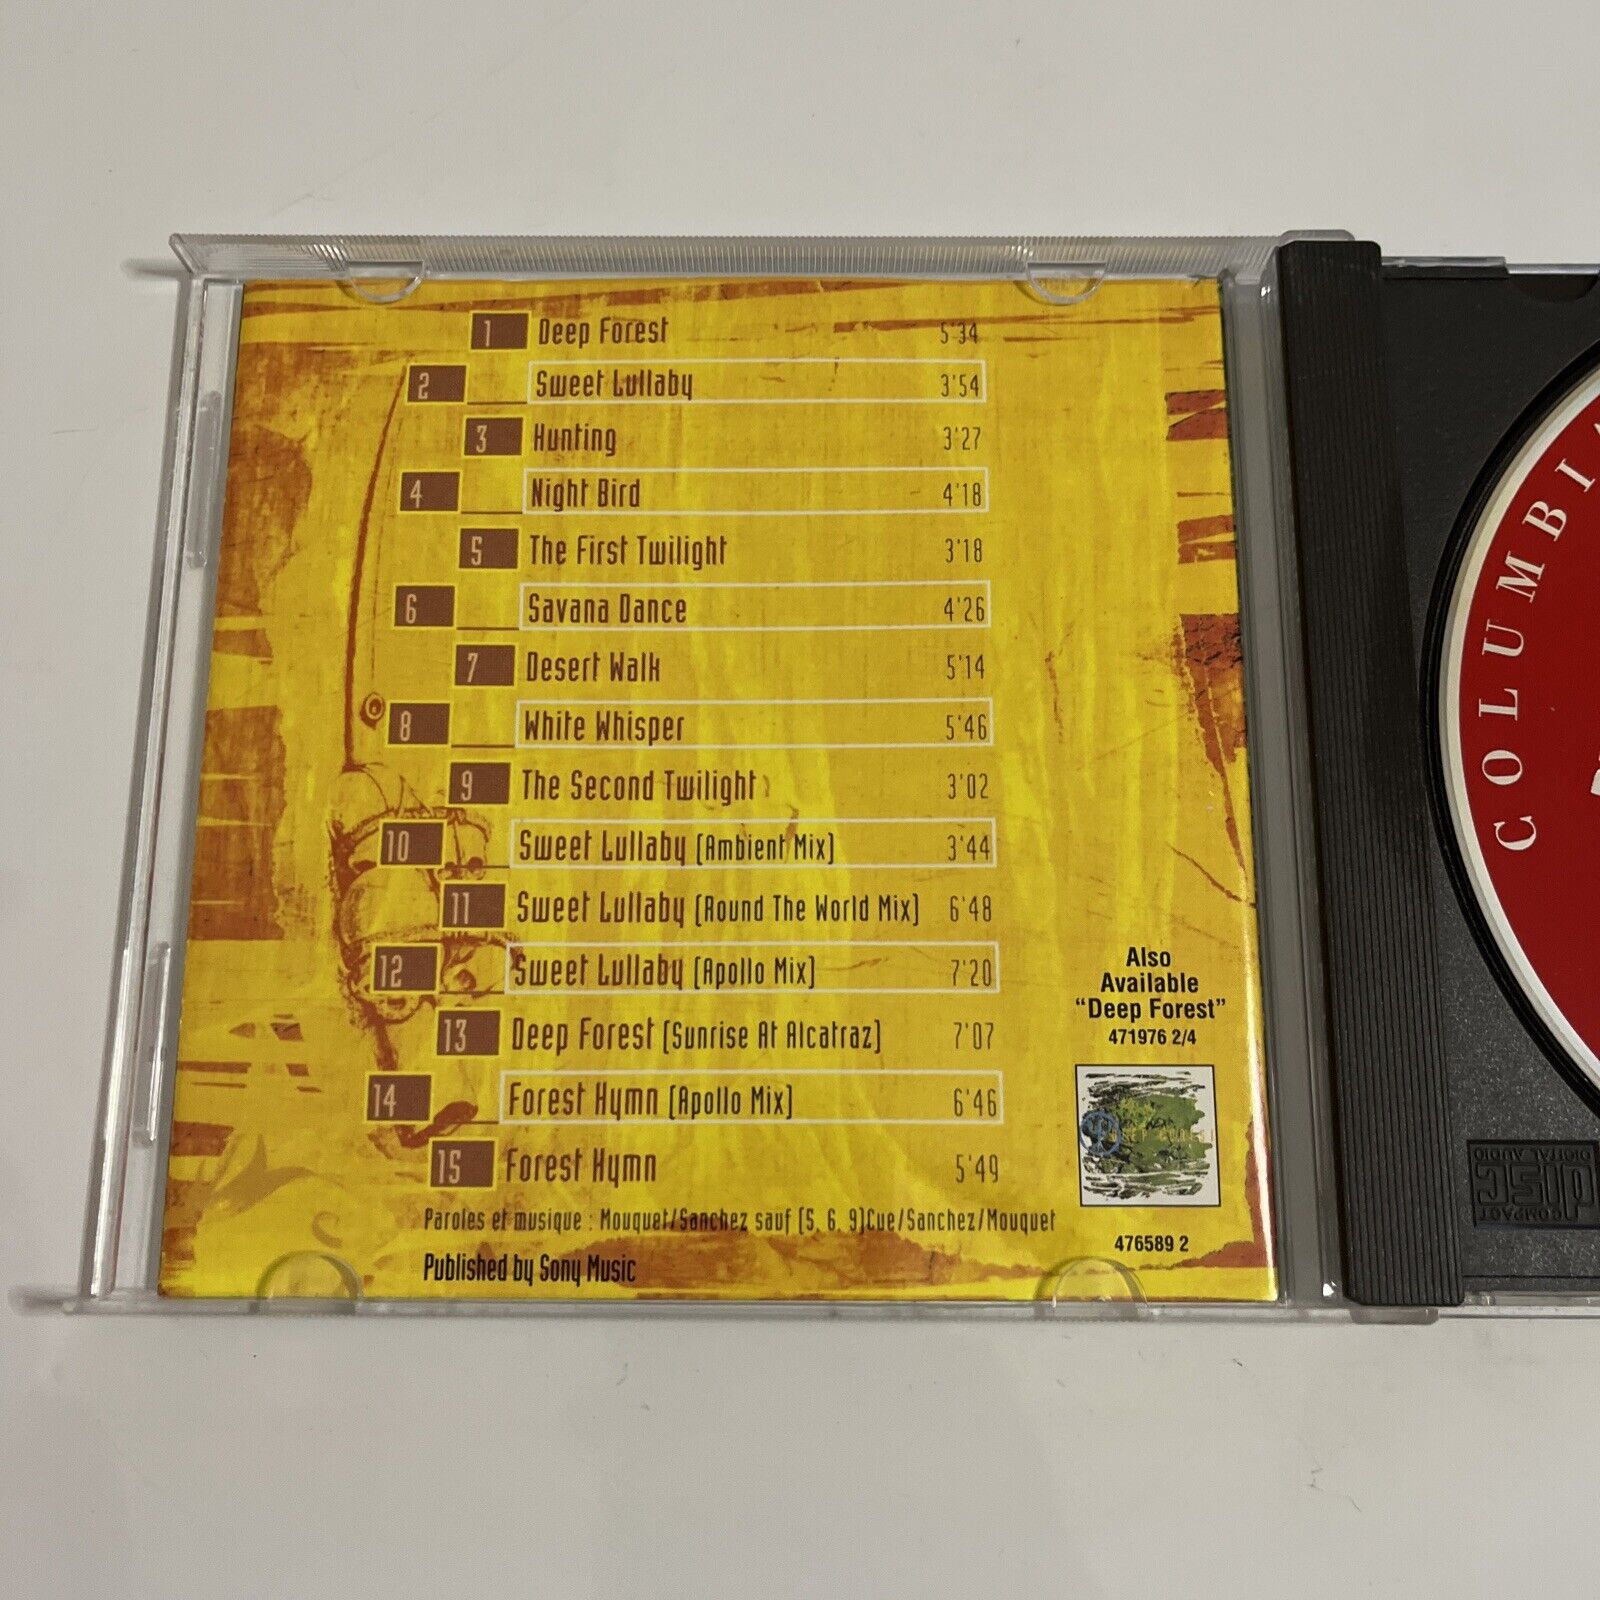 1 Deep Forest 5'34
2 Sweet Lullaby 3'54
3 Hunting 3'27
4 Night Bird 4'18
5 The First Twilight 3'18
6 Savana Dance 4'26
7 Desert Walk 5'14
8 White Whisper 5'46
9 The Second Twilight 3'02
10 Sweet Lullaby (Ambient Mix) 3'44
11 Sweet Lullaby (Round The World Mix) 6'48
12 Sweet Lullaby (Apollo Mix) 7'20
13 Deep Forest (Sunrise At Alcatraz) 7'07
14 Forest Hymn (Apollo Mix) 6'46
15 Forest Hymn 5'49
Paroles et musique : Mouquet/Sanchez sauf (5, 6, 9)Cue/Sanchez/Mouquet
Published by Sony Music
Also
Available
"Deep Forest"
471976 2/4
476589 2
COLUMBIA
COMPACT
DISC
DIGITAL AUDIO